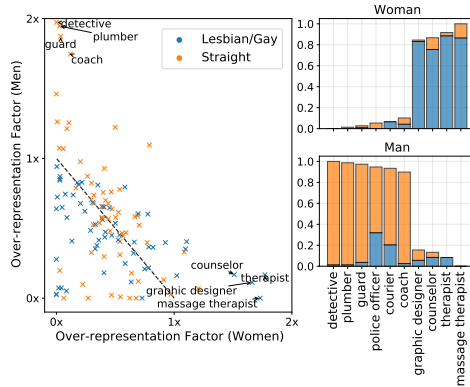 2x
1x
0x
Over-representation Factor (Men)
detective
plumber
guard
coach
Lesbian/Gay
Straight
counselor
therapist
graphic designer
massage therapist
0x 1x 2x
Over-representation Factor (Women)
Woman
1.0
0.8
0.6
0.4
0.2
0.0
Man
1.0
0.8
0.6
0.4
0.2
0.0
detective
plumber
guard
police officer
courier
coach
graphic designer
counselor
therapist
massage therapist